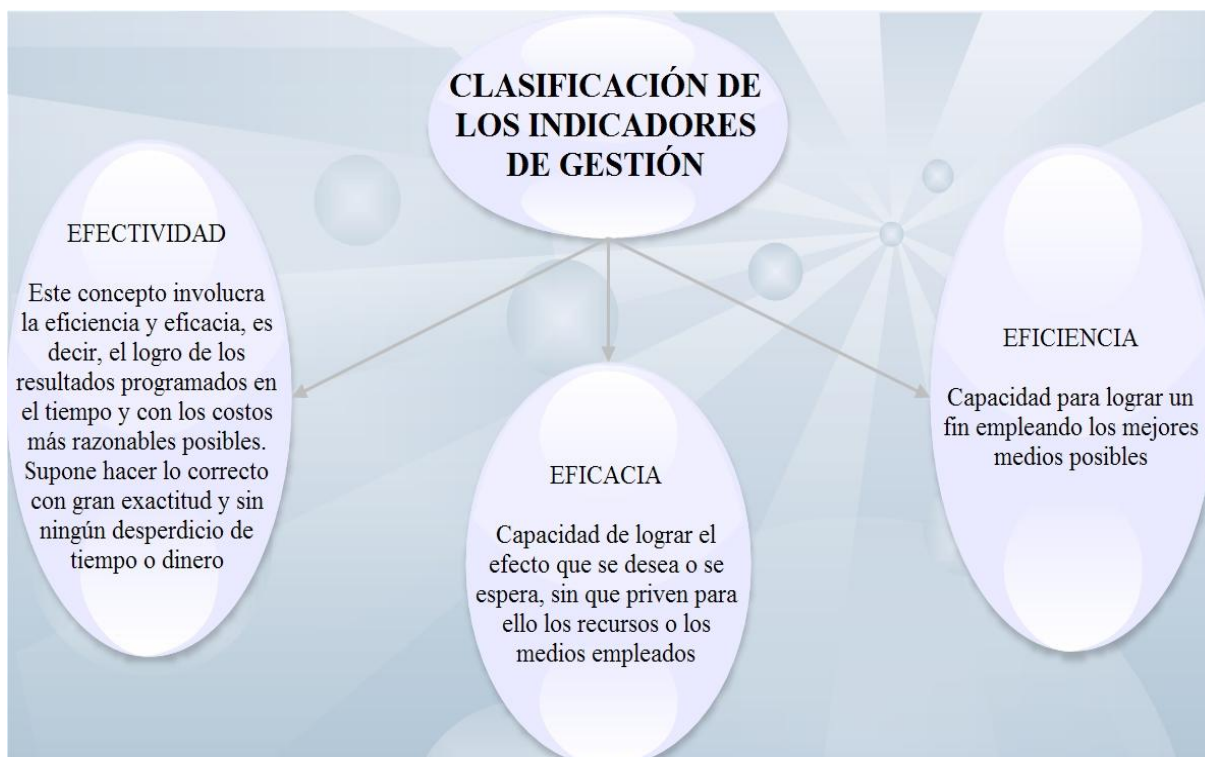 CLASIFICACIÓN DE
LOS INDICADORES
DE GESTIÓN
EFECTIVIDAD
Este concepto involucra
la eficiencia y eficacia, es
decir, el logro de los
resultados programados en
el tiempo y con los costos
más razonables posibles.
Supone hacer lo correcto
con gran exactitud y sin
ningún desperdicio de
tiempo o dinero
EFICACIA
Capacidad de lograr el
efecto que se desea o se
espera, sin que priven para
ello los recursos o los
medios empleados
EFICIENCIA
Capacidad para lograr un
fin empleando los mejores
medios posibles